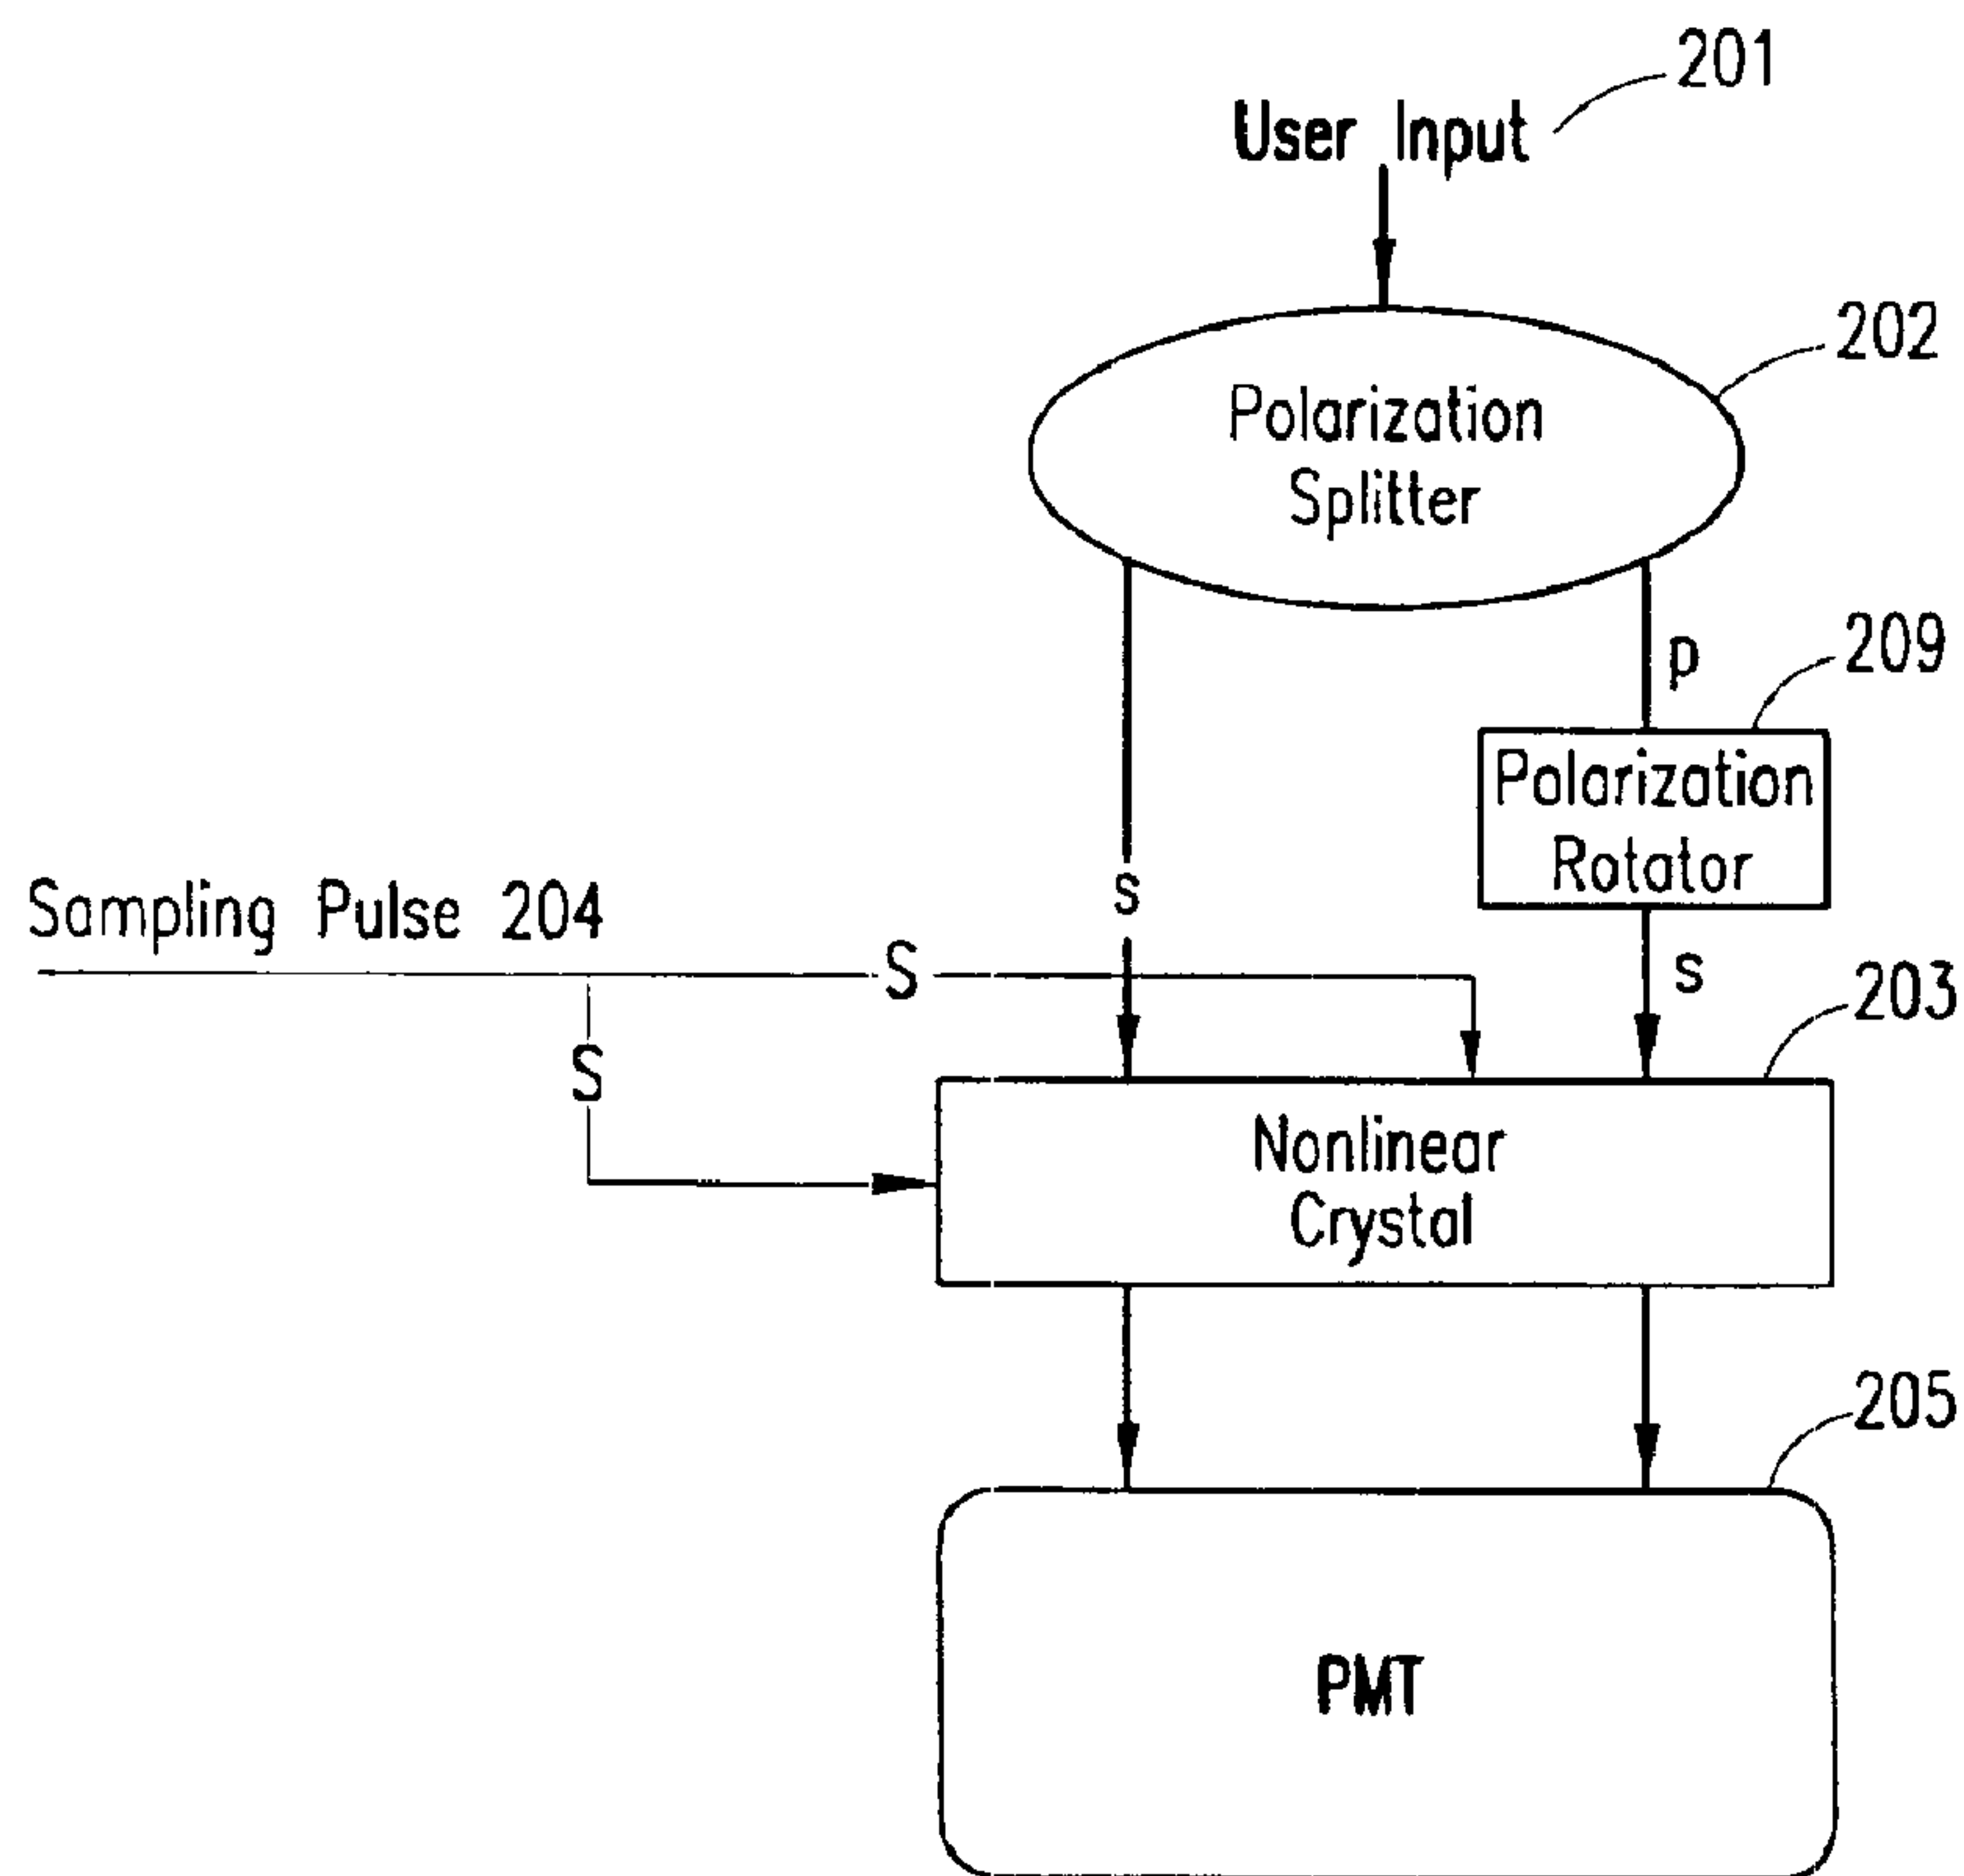 201
User Input
202
Polarization
Splitter
p
209
Polarization
Rotator
s
Sampling Pulse 204
S
s
203
S
Nonlinear
Crystal
205
PMT